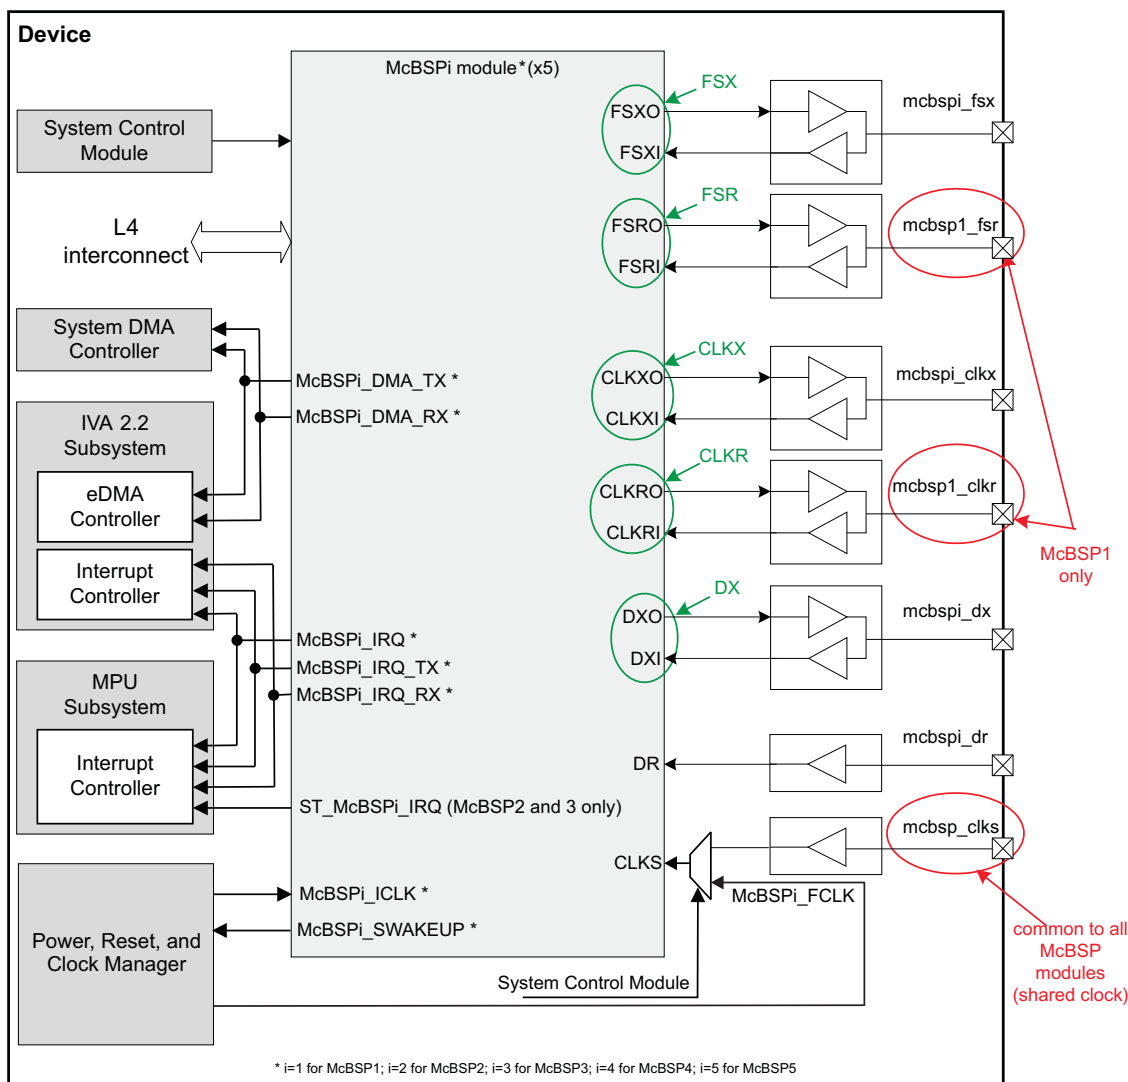 Device
McBSPi module * (x5)
System Control
Module
L4
interconnect
System DMA
Controller
IVA 2.2
Subsystem
eDMA
Controller
Interrupt
Controller
MPU
Subsystem
Interrupt
Controller
Power, Reset, and
Clock Manager
McBSPi_DMA_TX *
McBSPi_DMA_RX *
McBSPi_IRQ *
McBSPi_IRQ_TX *
McBSPi_IRQ_RX *
ST_McBSPi_IRQ (McBSP2 and 3 only)
McBSPi_ICLK *
McBSPi_SWAKEUP *
FSX
FSXO
FSXI
FSR
FSRO
FSRI
CLKX
CLKXO
CLKXI
CLKR
CLKRO
CLKRI
DX
DXO
DXI
DR
CLKS
McBSPi_FCLK
System Control Module
mcbspi_fsx
mcbsp1_fsr
mcbspi_clkx
mcbsp1_clkr
McBSP1
only
mcbspi_dx
mcbspi_dr
mcbsp_clks
common to all
McBSP
modules
(shared clock)
* i=1 for McBSP1; i=2 for McBSP2; i=3 for McBSP3; i=4 for McBSP4; i=5 for McBSP5